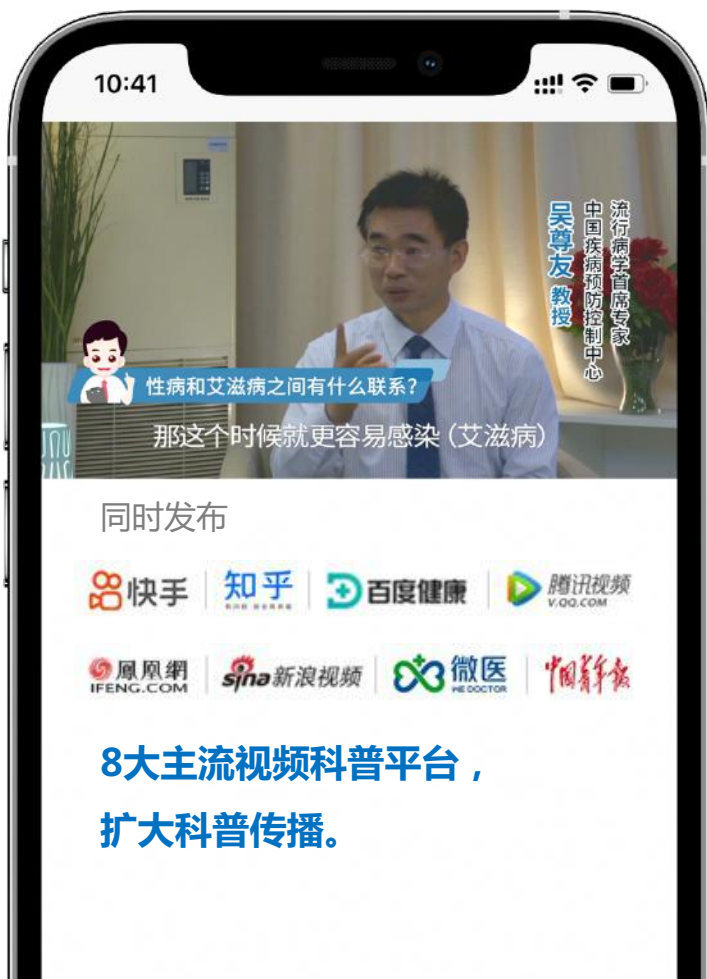 10:41
流行病学首席专家
中国疾病预防控制中心
吴尊友 教授
性病和艾滋病之间有什么联系?
那这个时候就更容易感染(艾滋病)
同时发布
快手 知乎 百度健康 腾讯视频
V.QQ.COM
鳳凰網 sina新浪视频 微医 中国青年报
IFENG.COM WE DOCTOR
8大主流视频科普平台,
扩大科普传播。